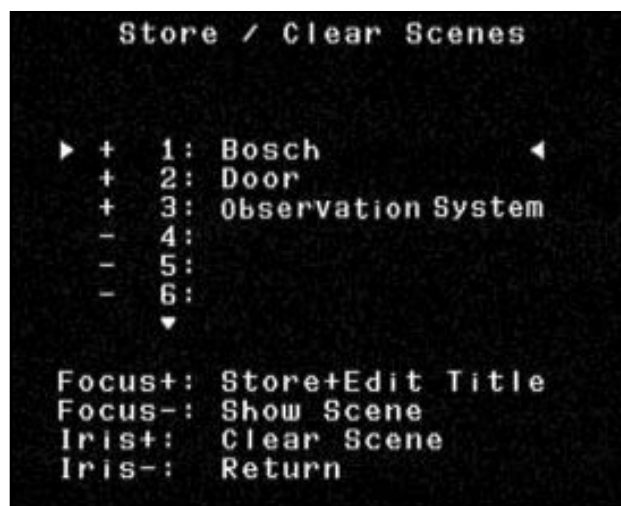 Store / Clear Scenes
+ 1: Bosch
+ 2: Door
+ 3: Observation System
- 4:
- 5:
- 6:
Focus+: Store+Edit Title
Focus-: Show Scene
Iris+: Clear Scene
Iris-: Return